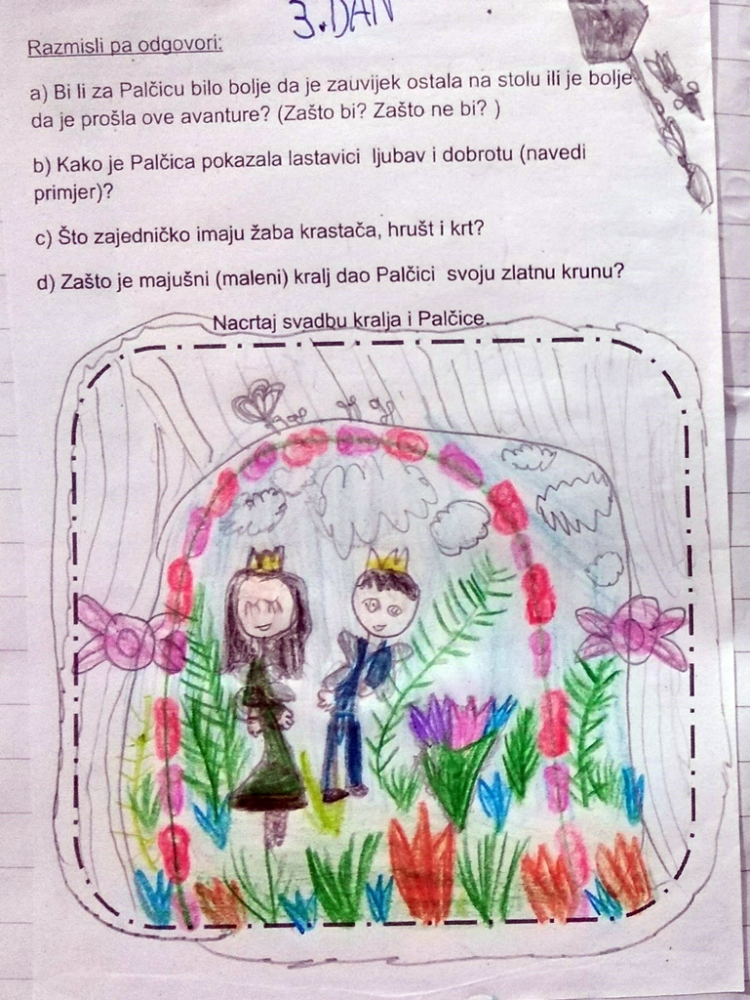 3. DAN
Razmisli pa odgovori:
a) Bi li za Palčicu bilo bolje da je zauvijek ostala na stolu ili je bolje
da je prošla ove avanture? (Zašto bi? Zašto ne bi? )
b) Kako je Palčica pokazala lastavici ljubav i dobrotu (navedi
primjer)?
c) Što zajedničko imaju žaba krastača, hrušt i krt?
d) Zašto je majušni (maleni) kralj dao Palčici svoju zlatnu krunu?
Nacrtaj svadbu kralja i Palčice.